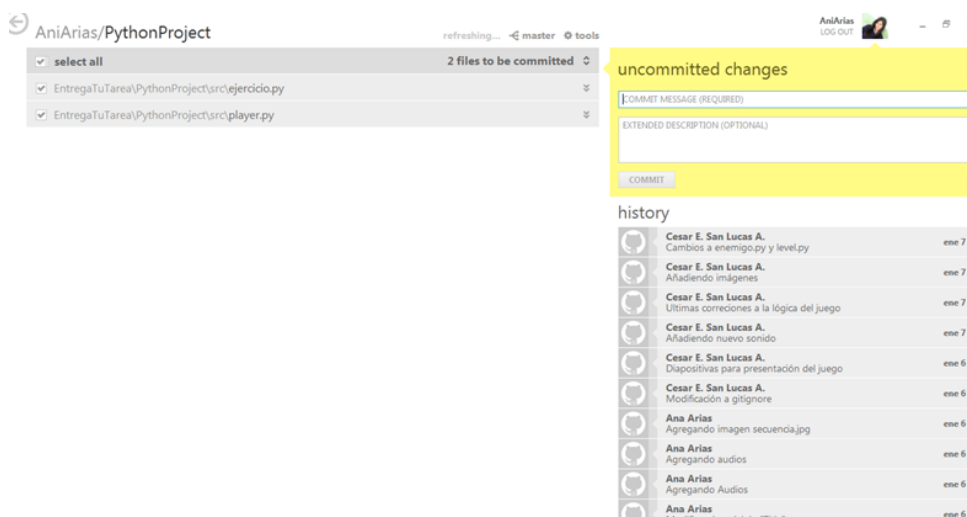 AniArias/PythonProject
refreshing... master tools
AniArias
LOG OUT
select all 2 files to be committed
EntregaTuTarea\PythonProject\src\ejercicio.py
EntregaTuTarea\PythonProject\src\player.py
uncommitted changes
COMMIT MESSAGE (REQUIRED)
EXTENDED DESCRIPTION (OPTIONAL)
COMMIT
history
Cesar E. San Lucas A.
Cambios a enemigo.py y level.py ene 7
Cesar E. San Lucas A.
Añadiendo imágenes ene 7
Cesar E. San Lucas A.
Ultimas correciones a la lógica del juego ene 7
Cesar E. San Lucas A.
Añadiendo nuevo sonido ene 7
Cesar E. San Lucas A.
Diapositivas para presentación del juego ene 6
Cesar E. San Lucas A.
Modificación a gitignore ene 6
Ana Arias
Agregando imagen secuencia.jpg ene 6
Ana Arias
Agregando audios ene 6
Ana Arias
Agregando Audios ene 6
Ana Arias
ene 6